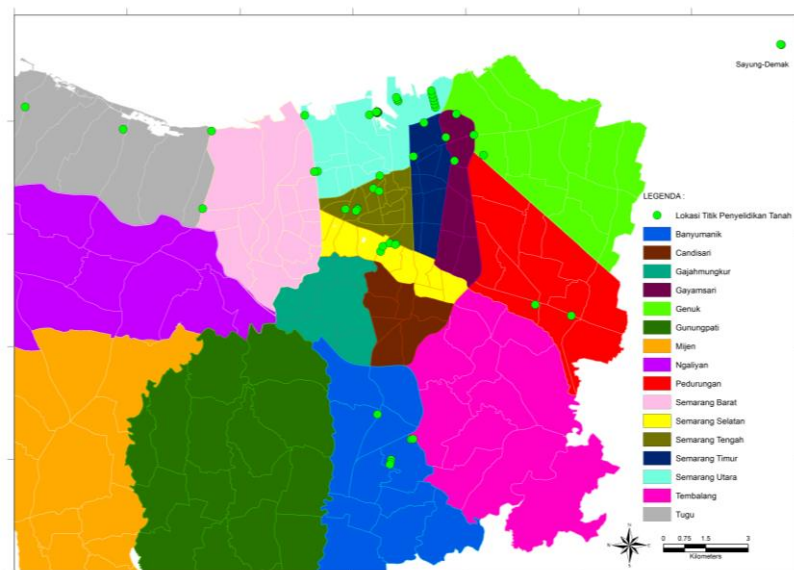 Sayung-Demak
LEGENDA :
Lokasi Titik Penyelidikan Tanah
Banyumanik
Candisari
Gajahmungkur
Gayamsari
Genuk
Gunungpati
Mijen
Ngaliyan
Pedurungan
Semarang Barat
Semarang Selatan
Semarang Tengah
Semarang Timur
Semarang Utara
Tembalang
Tugu
0 0.75 1.5 3
Kilometers